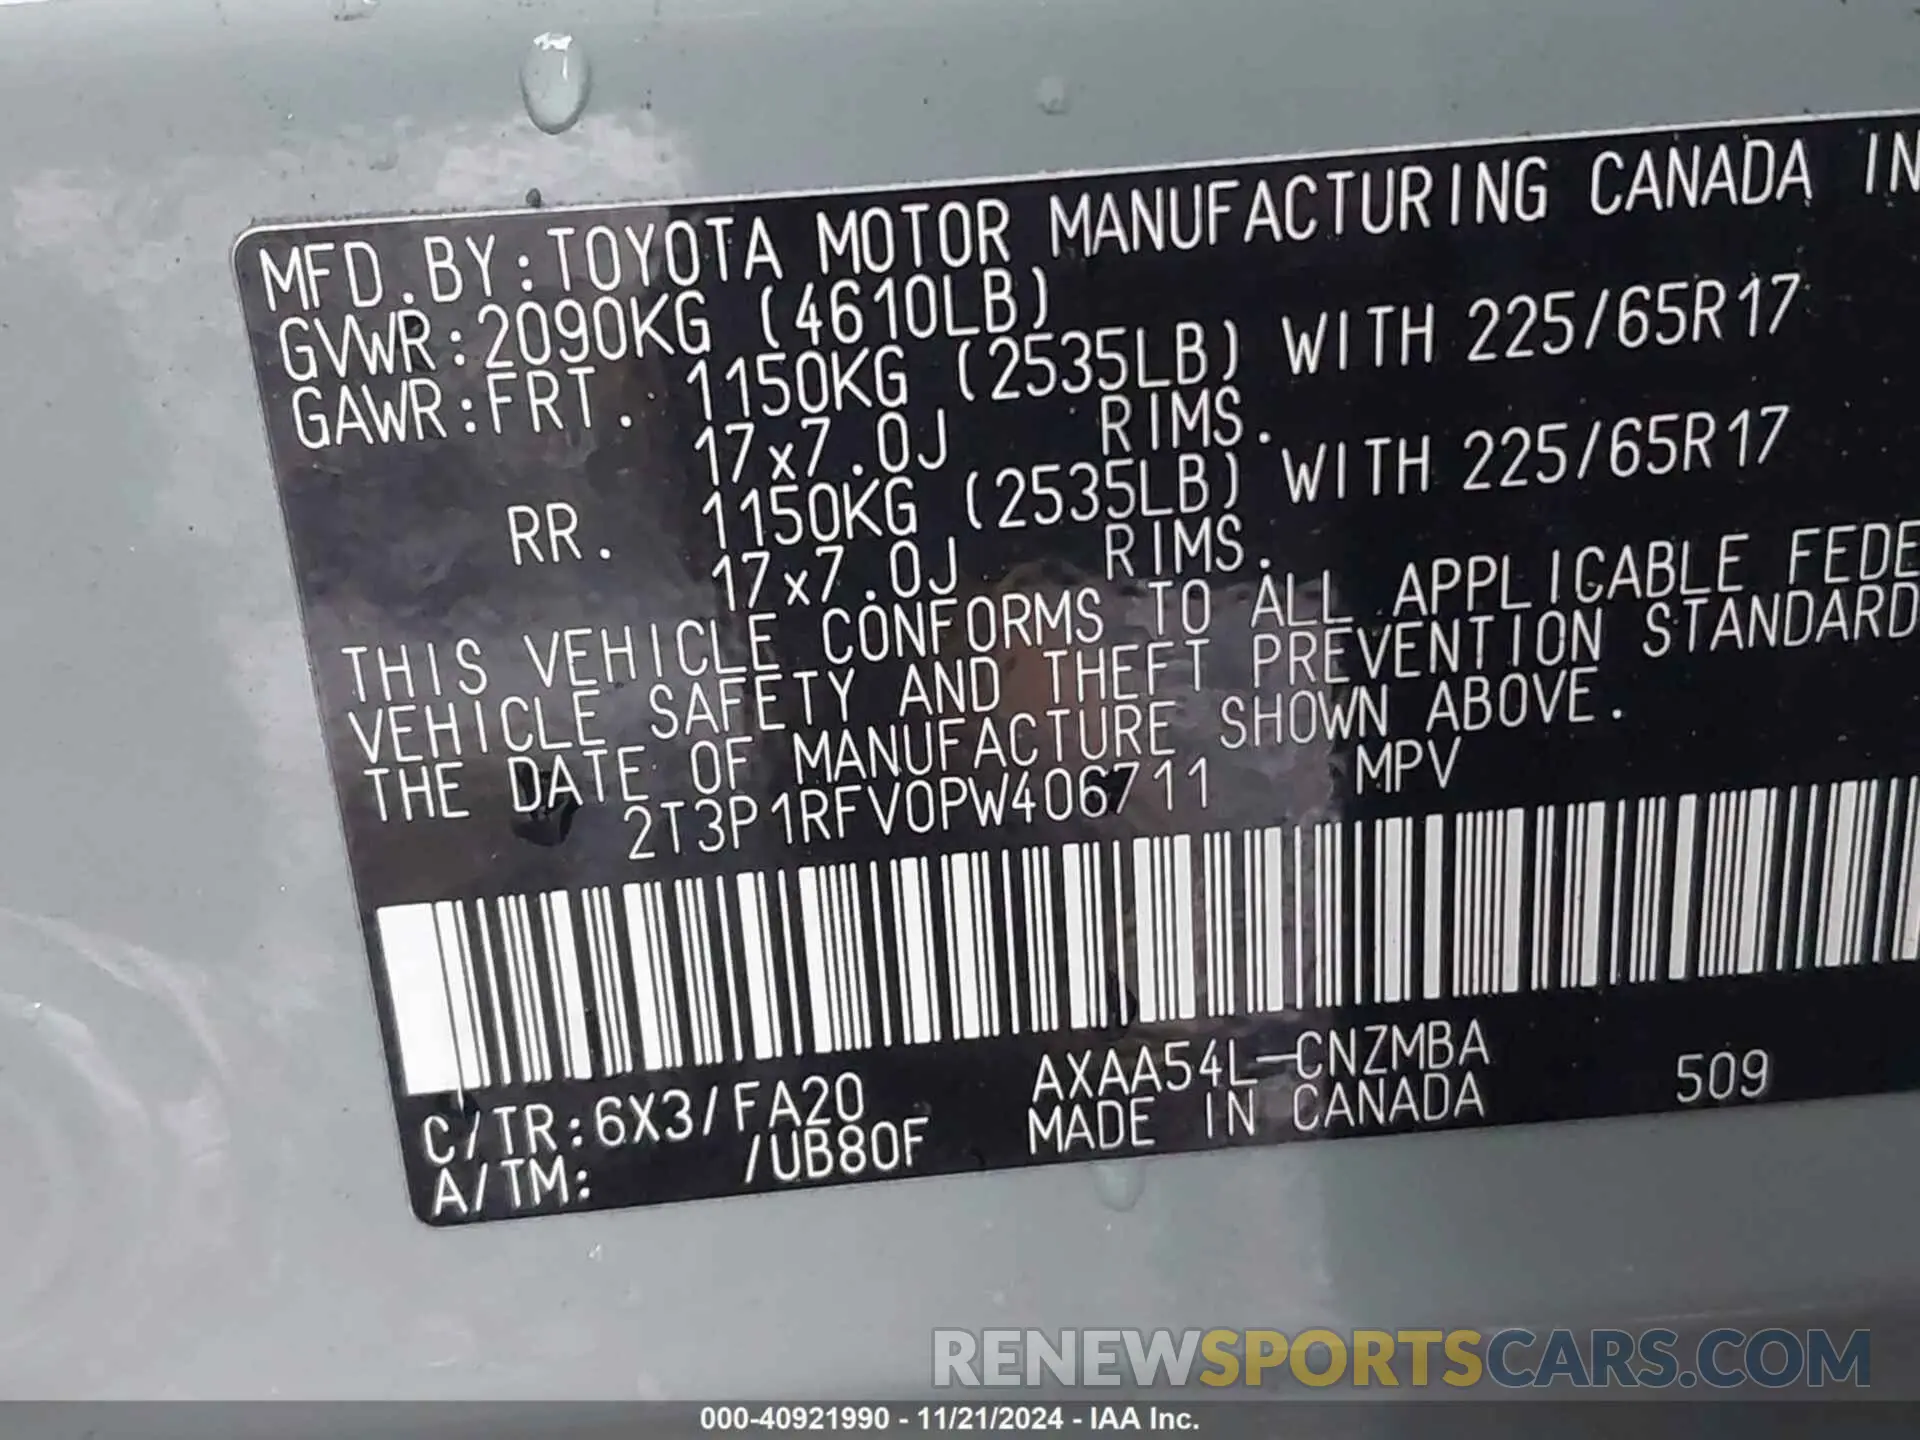 MFD.BY:TOYOTA MOTOR MANUFACTURING CANADA IN
GVWR:2090KG (4610LB)
GAWR:FRT. 1150KG (2535LB) WITH 225/65R17
17x7.0J RIMS.
RR. 1150KG (2535LB) WITH 225/65R17
17x7.0J RIMS.
THIS VEHICLE CONFORMS TO ALL APPLICABLE FEDE
VEHICLE SAFETY AND THEFT PREVENTION STANDARD
THE DATE OF MANUFACTURE SHOWN ABOVE.
2T3P1RFV0PW406711 MPV
C/TR:6X3/FA20 AXAA54L-CNZMBA 509
A/TM: /UB80F MADE IN CANADA
RENEWSPORTSCARS.COM
000-40921990 - 11/21/2024 - IAA Inc.